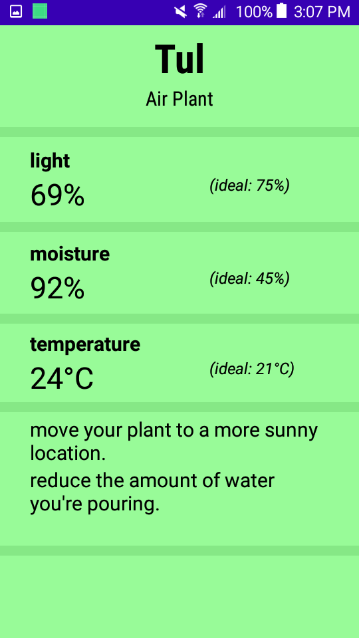 100% 3:07 PM
Tul
Air Plant
light
69%
(ideal: 75%)
moisture
92%
(ideal: 45%)
temperature
24°C
(ideal: 21°C)
move your plant to a more sunny
location.
reduce the amount of water
you're pouring.